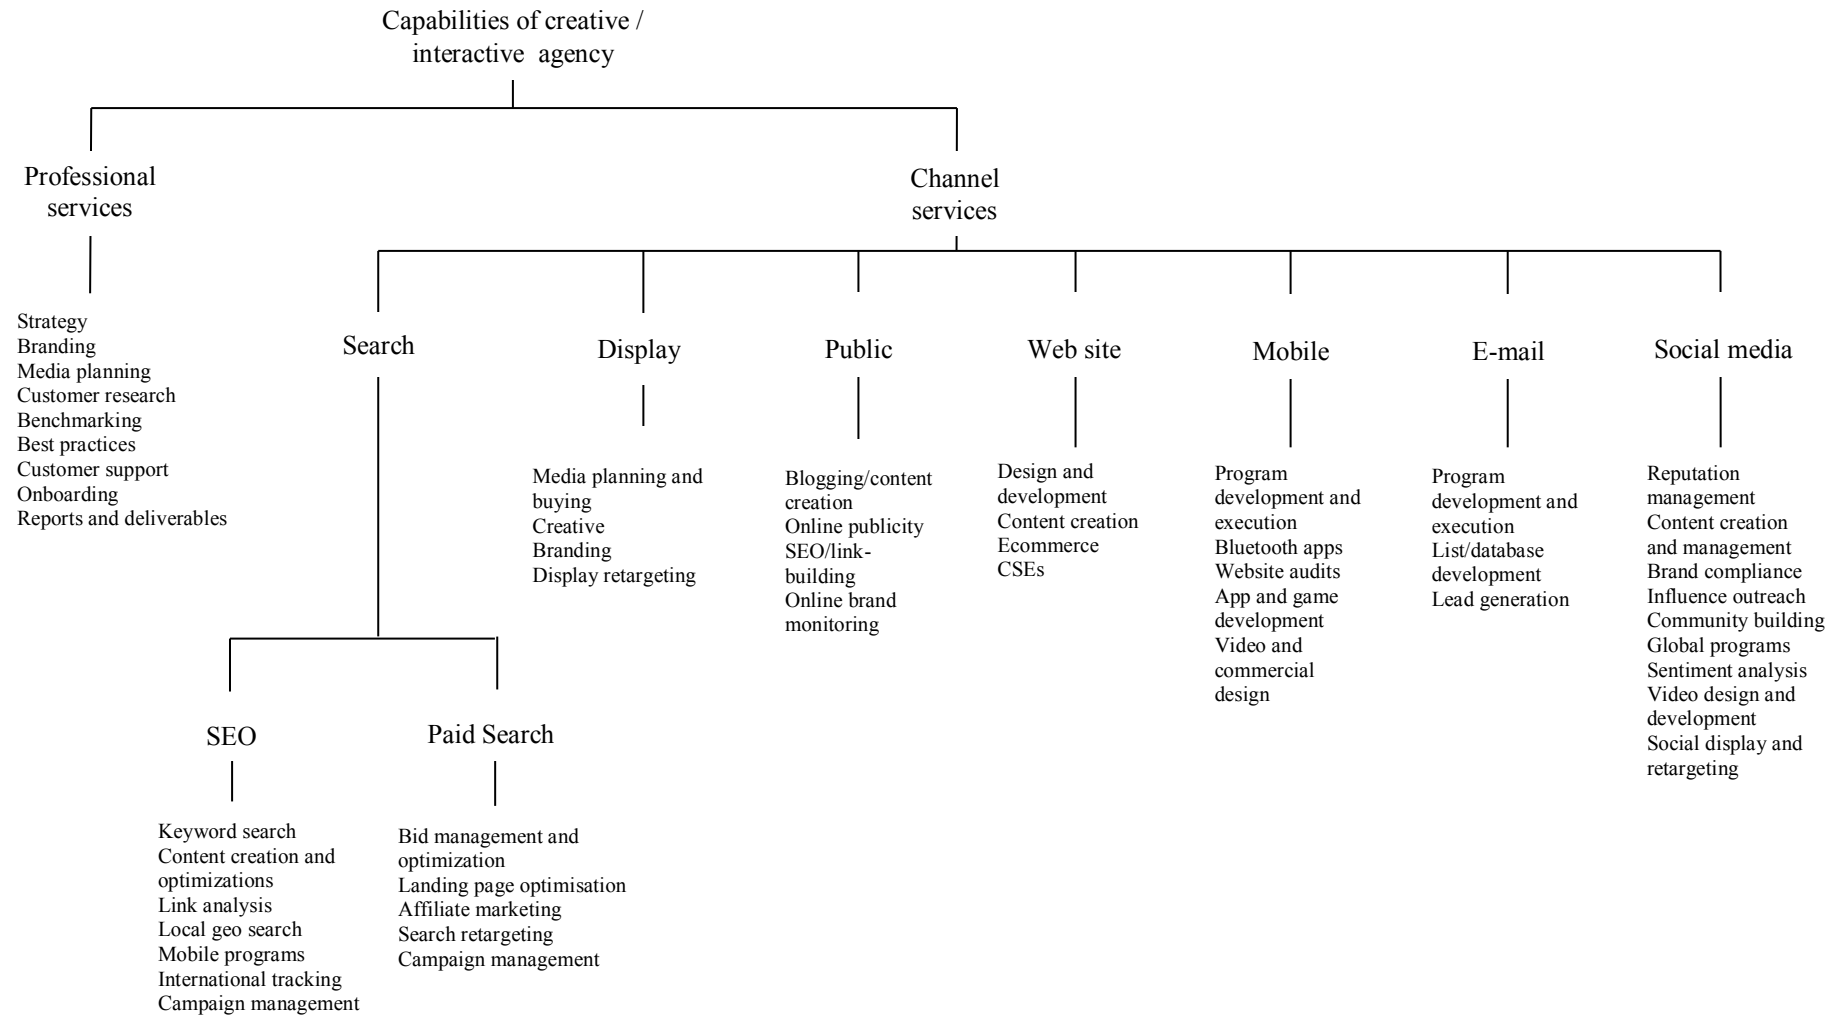 Capabilities of creative /
interactive agency
Professional
services
Channel
services
Strategy
Branding
Media planning
Customer research
Benchmarking
Best practices
Customer support
Onboarding
Reports and deliverables
Search
Display
Public
Web site
Mobile
E-mail
Social media
Media planning and
buying
Creative
Branding
Display retargeting
Blogging/content
creation
Online publicity
SEO/link-
building
Online brand
monitoring
Design and
development
Content creation
Ecommerce
CSEs
Program
development and
execution
Bluetooth apps
Website audits
App and game
development
Video and
commercial
design
Program
development and
execution
List/database
development
Lead generation
Reputation
management
Content creation
and management
Brand compliance
Influence outreach
Community building
Global programs
Sentiment analysis
Video design and
development
Social display and
retargeting
SEO
Paid Search
Keyword search
Content creation and
optimizations
Link analysis
Local geo search
Mobile programs
International tracking
Campaign management
Bid management and
optimization
Landing page optimisation
Affiliate marketing
Search retargeting
Campaign management